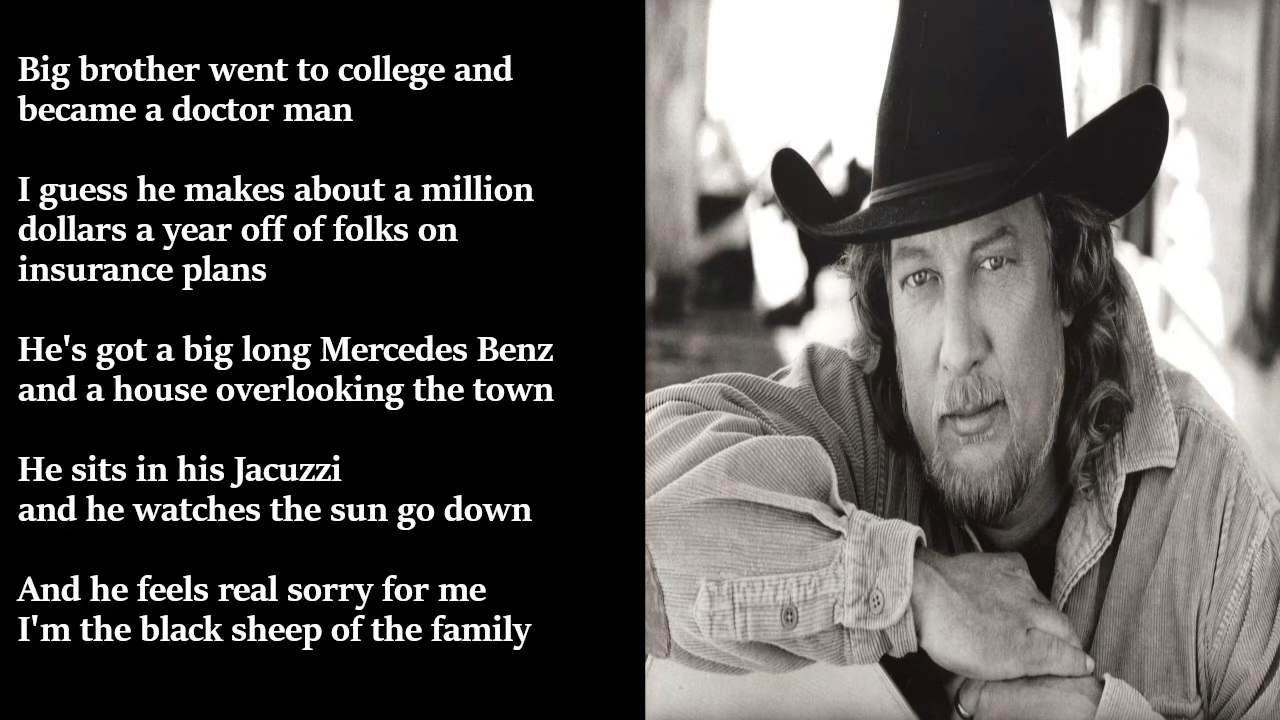 Big brother went to college and
became a doctor man
I guess he makes about a million
dollars a year off of folks on
insurance plans
He's got a big long Mercedes Benz
and a house overlooking the town
He sits in his Jacuzzi
and he watches the sun go down
And he feels real sorry for me
I'm the black sheep of the family